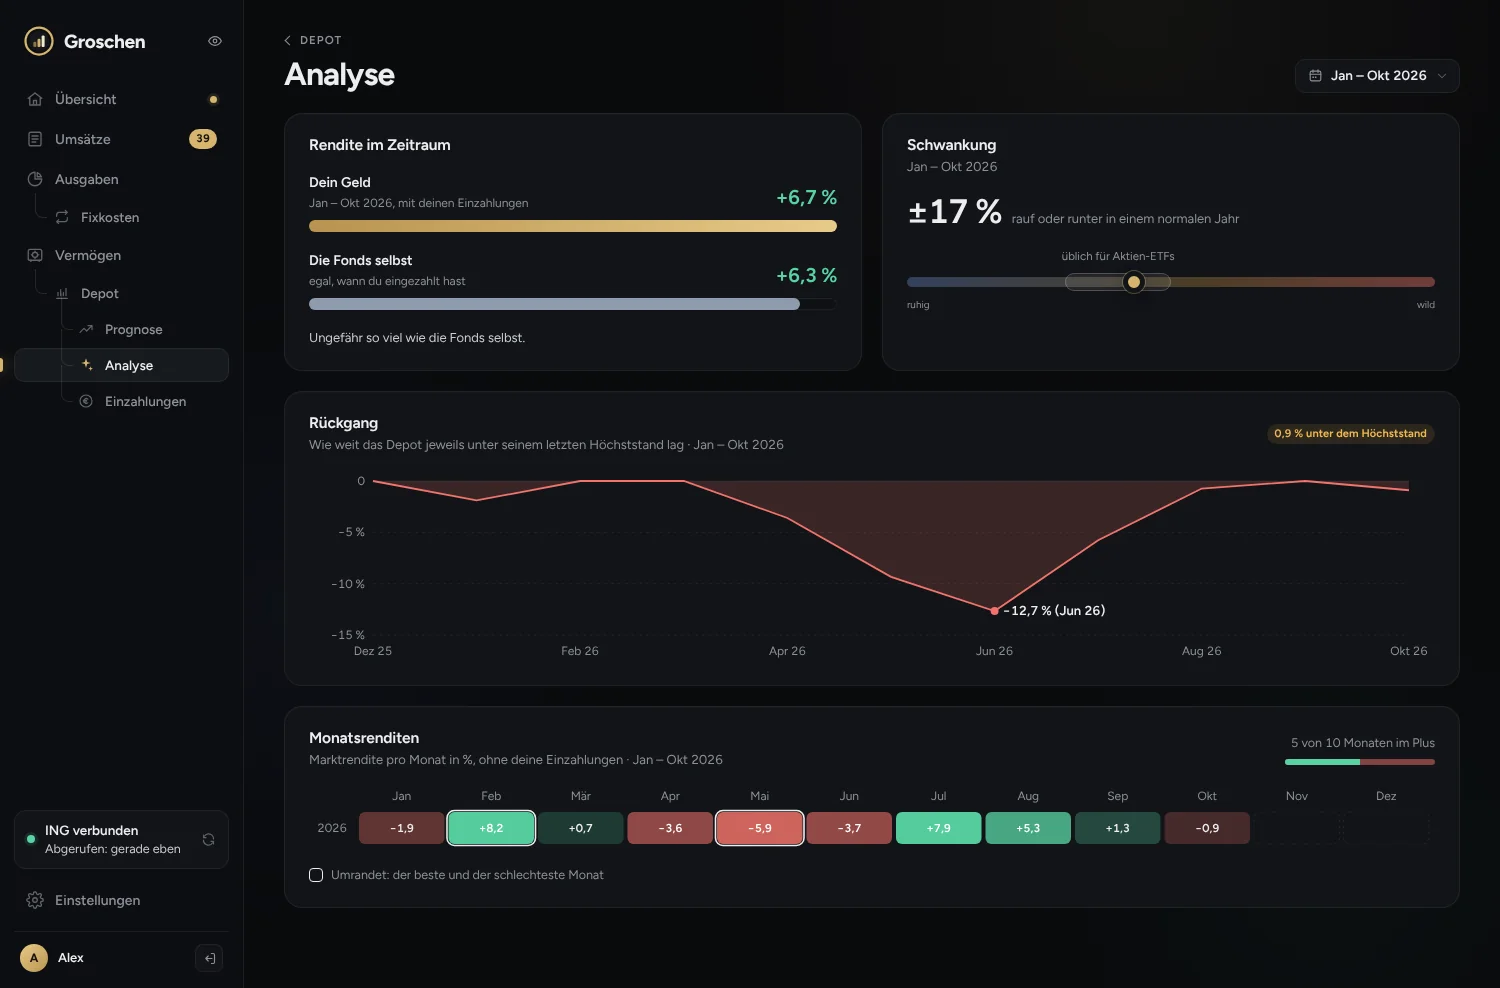 Groschen
Übersicht
Umsätze 39
Ausgaben
Fixkosten
Vermögen
Depot
Prognose
Analyse
Einzahlungen
ING verbunden
Abgerufen: gerade eben
Einstellungen
A Alex
DEPOT
Analyse
Jan – Okt 2026
Rendite im Zeitraum
Dein Geld
Jan – Okt 2026, mit deinen Einzahlungen
+6,7 %
Die Fonds selbst
egal, wann du eingezahlt hast
+6,3 %
Ungefähr so viel wie die Fonds selbst.
Schwankung
Jan – Okt 2026
±17 % rauf oder runter in einem normalen Jahr
üblich für Aktien-ETFs
ruhig wild
Rückgang
Wie weit das Depot jeweils unter seinem letzten Höchststand lag · Jan – Okt 2026
0,9 % unter dem Höchststand
0
−5 %
−10 %
−12,7 % (Jun 26)
−15 %
Dez 25 Feb 26 Apr 26 Jun 26 Aug 26 Okt 26
Monatsrenditen
Marktrendite pro Monat in %, ohne deine Einzahlungen · Jan – Okt 2026
5 von 10 Monaten im Plus
Jan Feb Mär Apr Mai Jun Jul Aug Sep Okt Nov Dez
2026 −1,9 +8,2 +0,7 −3,6 −5,9 −3,7 +7,9 +5,3 +1,3 −0,9
Umrandet: der beste und der schlechteste Monat